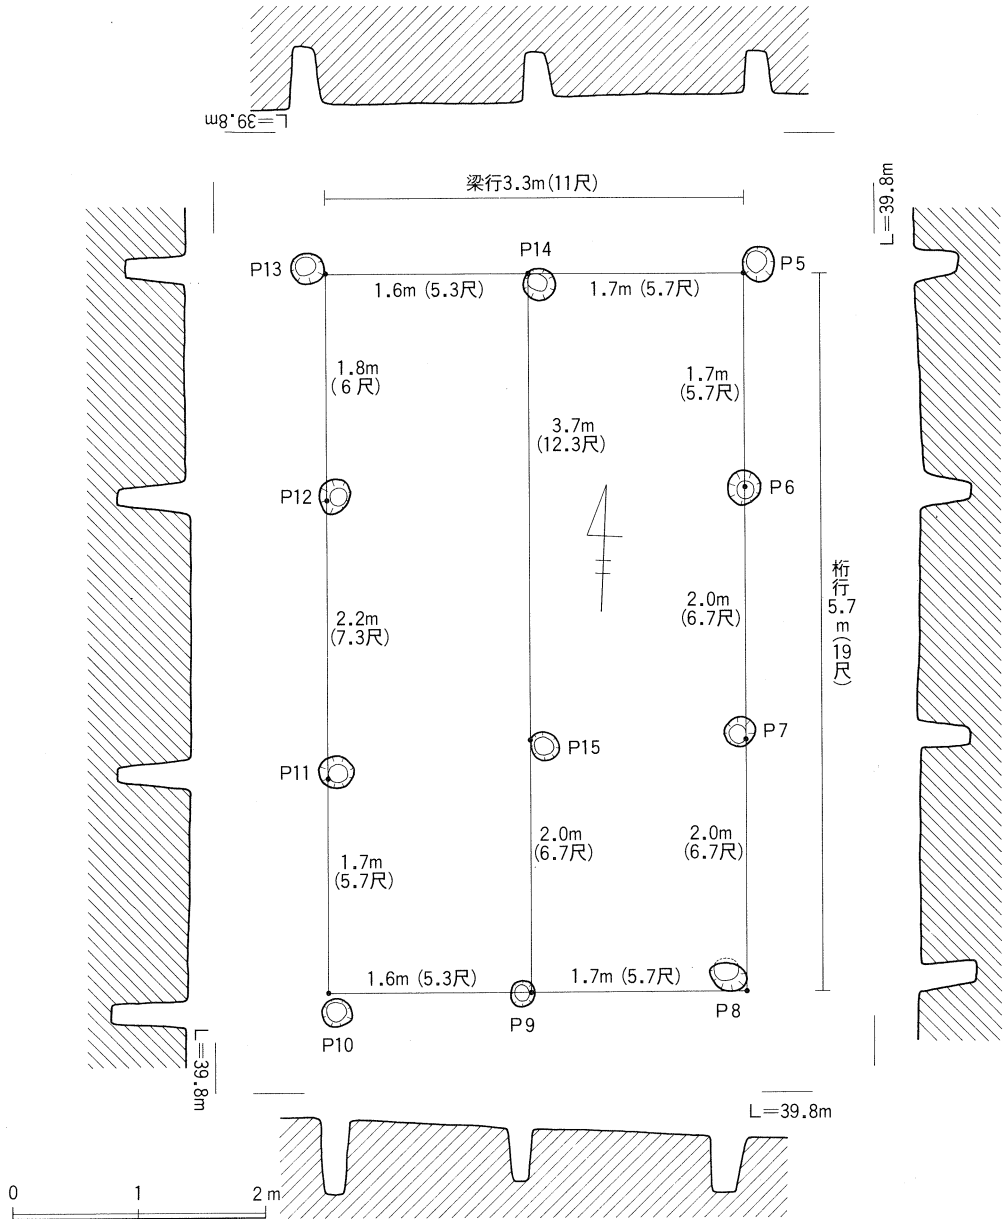 L=39.8m
梁行3.3m(11尺)
L=39.8m
P13
P14
P5
1.6m (5.3尺)
1.7m (5.7尺)
1.8m
(6尺)
1.7m
(5.7尺)
3.7m
(12.3尺)
P12
P6
桁行5.7m(19尺)
2.2m
(7.3尺)
2.0m
(6.7尺)
P11
P15
P7
1.7m
(5.7尺)
2.0m
(6.7尺)
2.0m
(6.7尺)
1.6m (5.3尺)
1.7m (5.7尺)
P10
P9
P8
L=39.8m
L=39.8m
0 1 2m